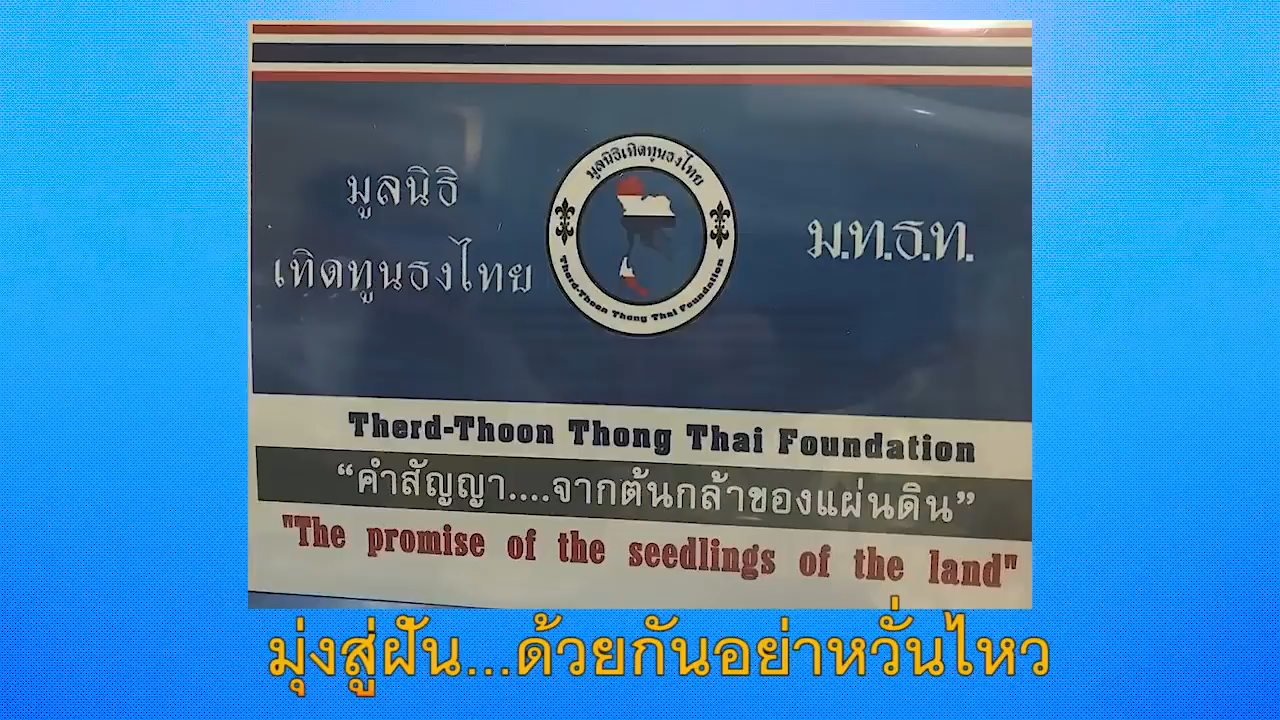 มูลนิธิ
เทิดทูนธงไทย
มูลนิธิเทิดทูนธงไทย
Therd-Thoon Thong Thai Foundation
ม.ท.ธ.ท.
Therd-Thoon Thong Thai Foundation
“คำสัญญา....จากต้นกล้าของแผ่นดิน”
"The promise of the seedlings of the land"
มุ่งสู่ฝัน...ด้วยกันอย่าหวั่นไหว